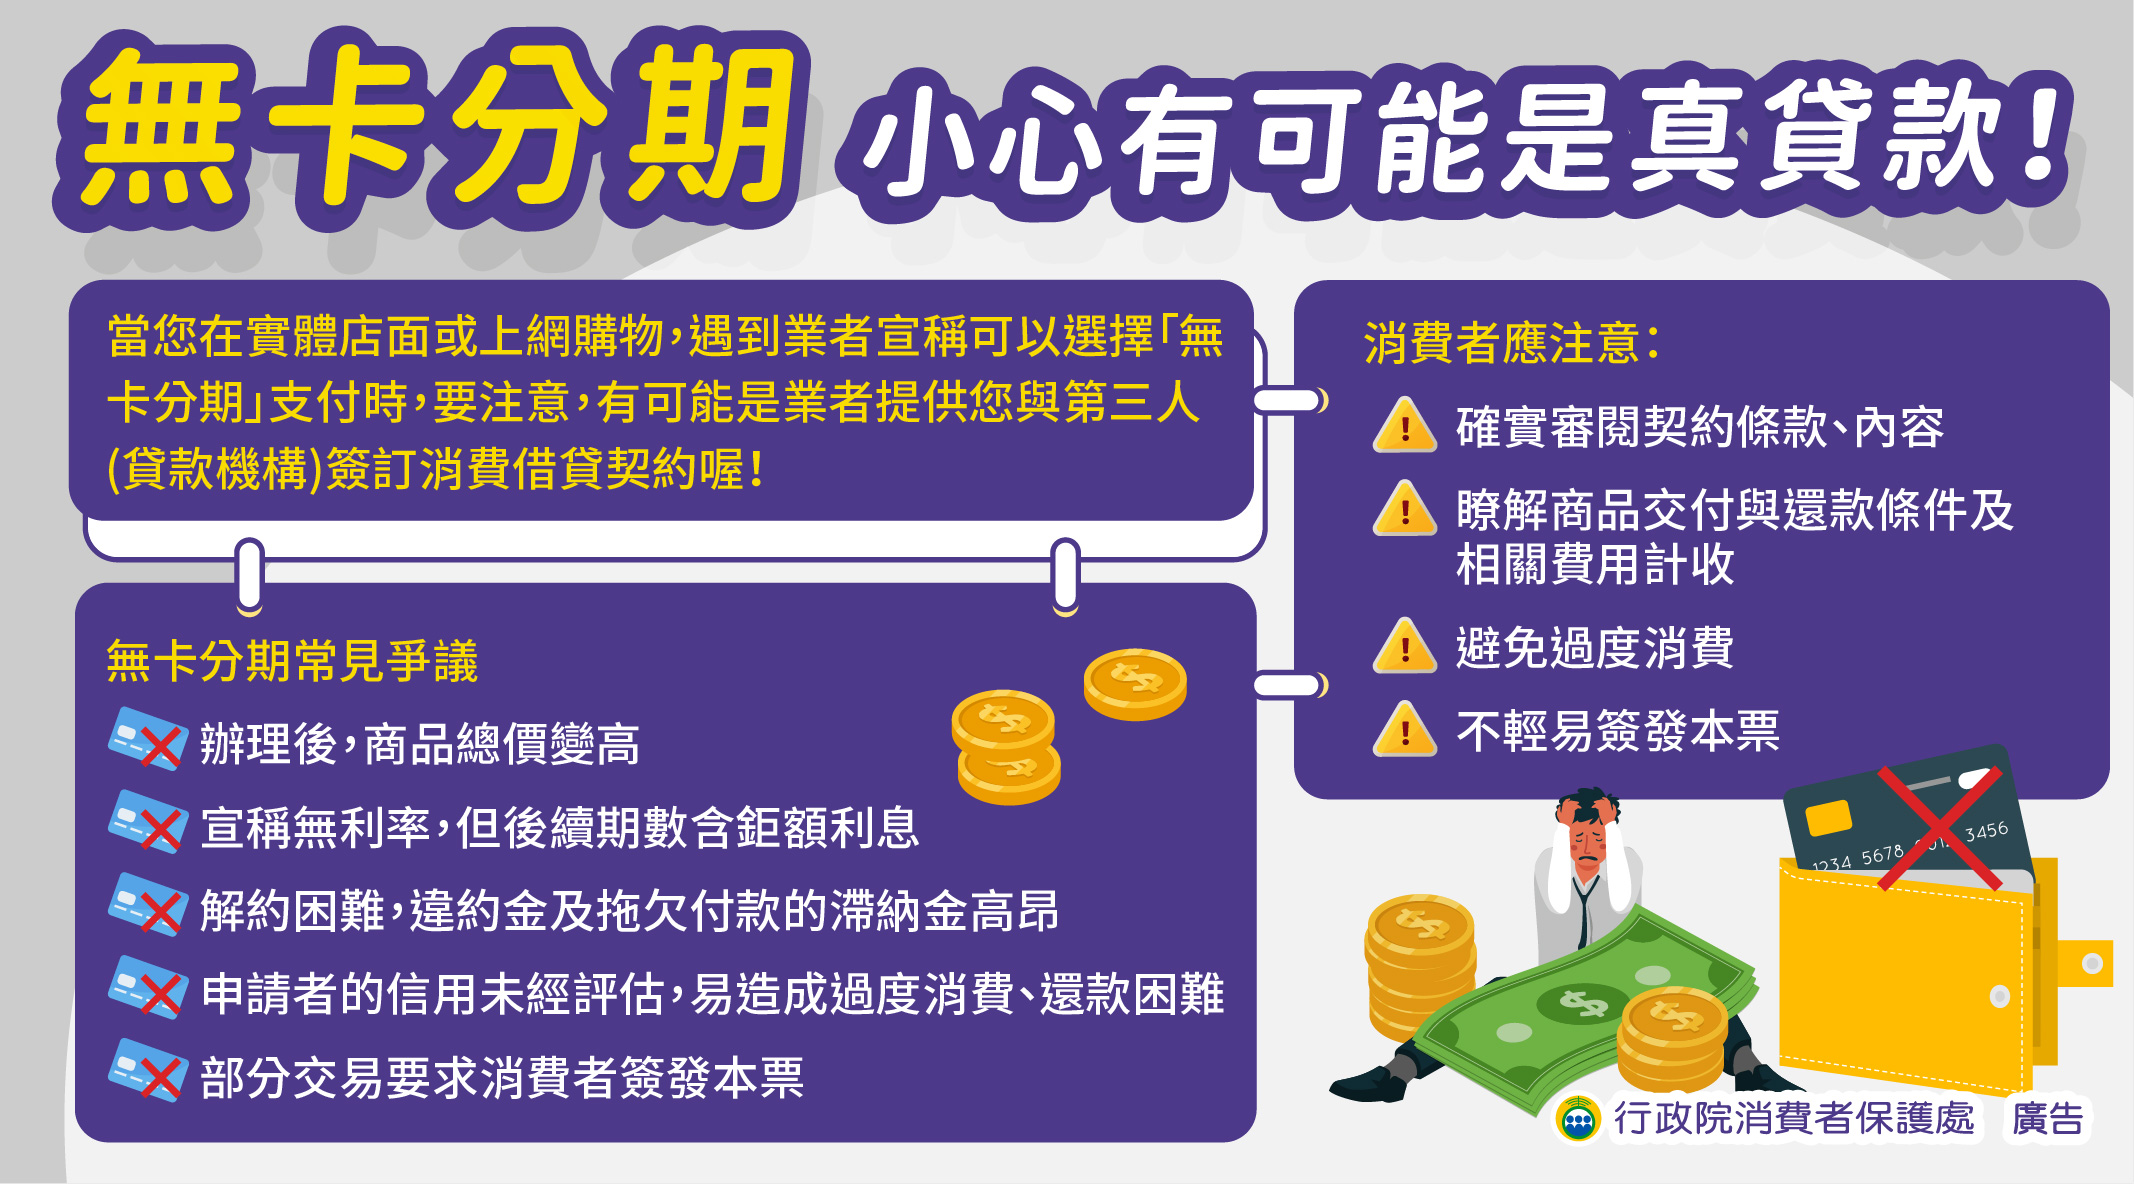 無卡分期 小心有可能是真貸款！
當您在實體店面或上網購物，遇到業者宣稱可以選擇「無
卡分期」支付時，要注意，有可能是業者提供您與第三人
(貸款機構)簽訂消費借貸契約喔！
無卡分期常見爭議
辦理後，商品總價變高
宣稱無利率，但後續期數含鉅額利息
解約困難，違約金及拖欠付款的滯納金高昂
申請者的信用未經評估，易造成過度消費、還款困難
部分交易要求消費者簽發本票
消費者應注意：
確實審閱契約條款、內容
瞭解商品交付與還款條件及
相關費用計收
避免過度消費
不輕易簽發本票
1234 5678 9012 3456
行政院消費者保護處 廣告